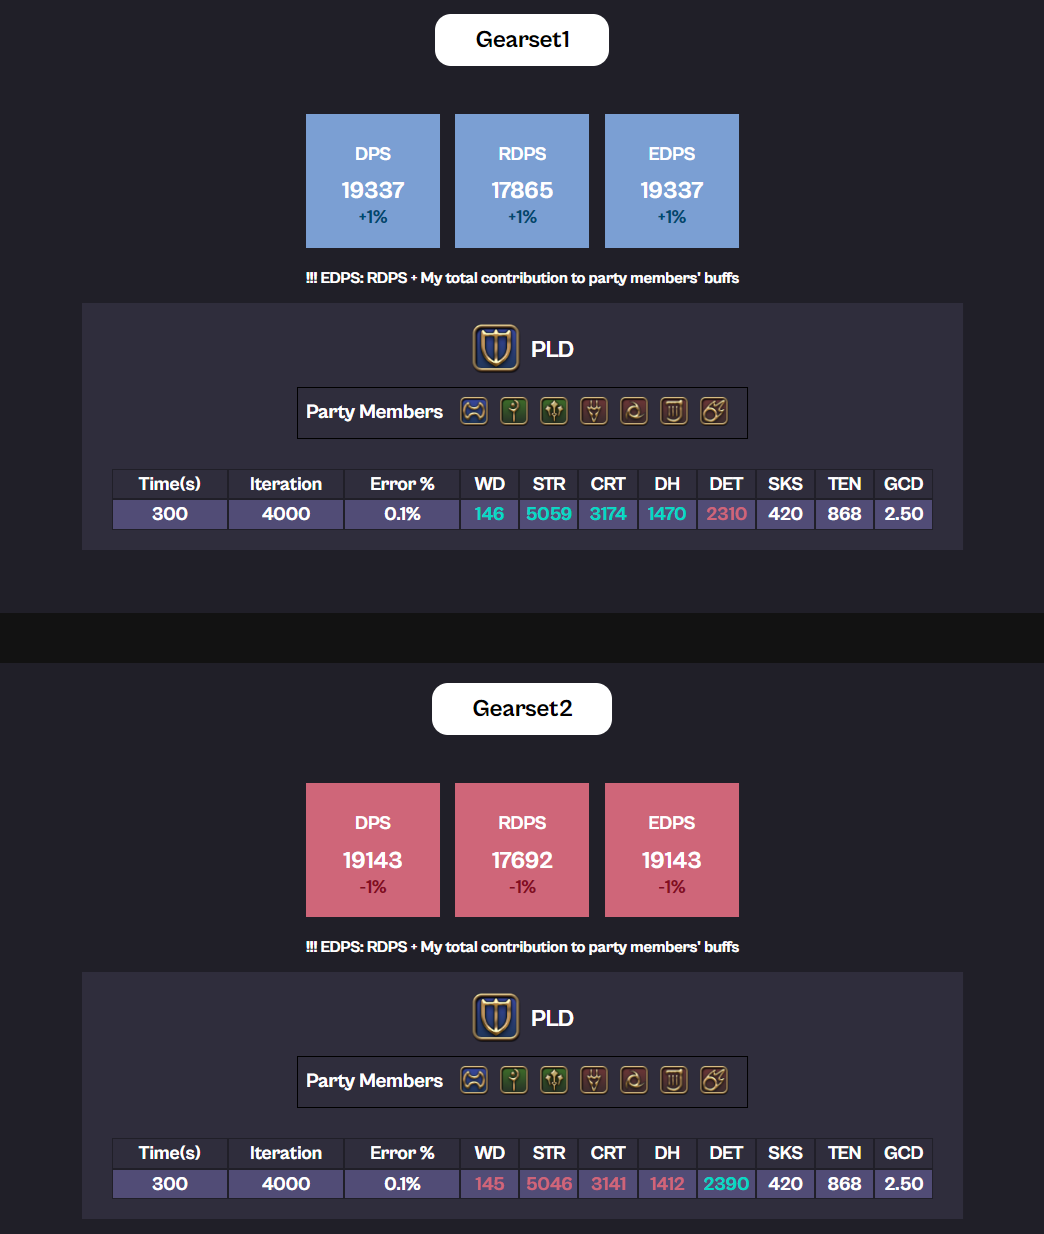 Gearset1
DPS RDPS EDPS
19337 17865 19337
+1% +1% +1%
!!! EDPS: RDPS + My total contribution to party members' buffs
PLD
Party Members
Time(s) Iteration Error % WD STR CRT DH DET SKS TEN GCD
300 4000 0.1% 146 5059 3174 1470 2310 420 868 2.50
Gearset2
DPS RDPS EDPS
19143 17692 19143
-1% -1% -1%
!!! EDPS: RDPS + My total contribution to party members' buffs
PLD
Party Members
Time(s) Iteration Error % WD STR CRT DH DET SKS TEN GCD
300 4000 0.1% 145 5046 3141 1412 2390 420 868 2.50